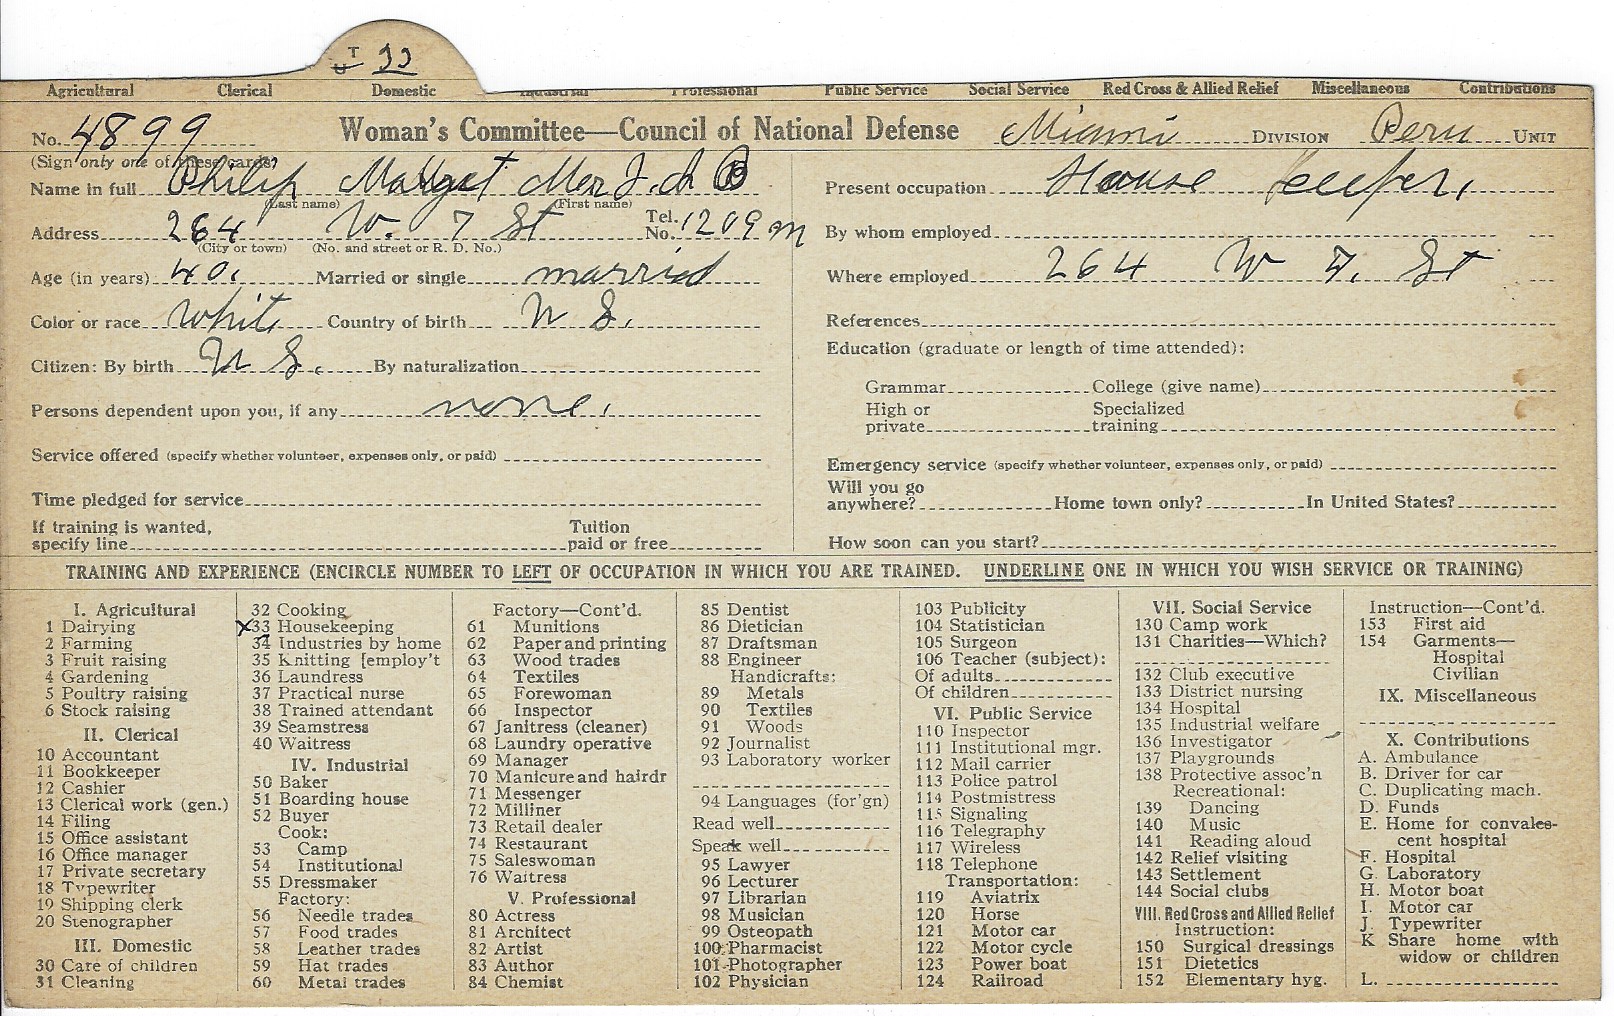 T
U 33
Agricultural Clerical Domestic Industrial Professional Public Service Social Service Red Cross & Allied Relief Miscellaneous Contributions
No. 4899 Woman's Committee—Council of National Defense Miami DIVISION Peru UNIT
(Sign only one of these cards)
Name in full Philip Mrs J.
(Last name) (First name)
Address 264 W. 7 St Tel. No. 1209 M
(City or town) (No. and street or R. D. No.)
Age (in years) 40. Married or single married
Color or race White Country of birth U S.
Citizen: By birth U S. By naturalization
Persons dependent upon you, if any none.
Service offered (specify whether volunteer, expenses only, or paid)
Time pledged for service
If training is wanted, specify line Tuition paid or free
Present occupation House Keeper.
By whom employed
Where employed 264 W 7. St
References
Education (graduate or length of time attended):
Grammar College (give name)
High or private Specialized training
Emergency service (specify whether volunteer, expenses only, or paid)
Will you go anywhere? Home town only? In United States?
How soon can you start?
TRAINING AND EXPERIENCE (ENCIRCLE NUMBER TO LEFT OF OCCUPATION IN WHICH YOU ARE TRAINED. UNDERLINE ONE IN WHICH YOU WISH SERVICE OR TRAINING)
I. Agricultural
1 Dairying
2 Farming
3 Fruit raising
4 Gardening
5 Poultry raising
6 Stock raising
II. Clerical
10 Accountant
11 Bookkeeper
12 Cashier
13 Clerical work (gen.)
14 Filing
15 Office assistant
16 Office manager
17 Private secretary
18 Typewriter
19 Shipping clerk
20 Stenographer
III. Domestic
30 Care of children
31 Cleaning
32 Cooking
x33 Housekeeping
34 Industries by home
35 Knitting [employ't
36 Laundress
37 Practical nurse
38 Trained attendant
39 Seamstress
40 Waitress
IV. Industrial
50 Baker
51 Boarding house
52 Buyer
Cook:
53 Camp
54 Institutional
55 Dressmaker
Factory:
56 Needle trades
57 Food trades
58 Leather trades
59 Hat trades
60 Metal trades
Factory—Cont'd.
61 Munitions
62 Paper and printing
63 Wood trades
64 Textiles
65 Forewoman
66 Inspector
67 Janitress (cleaner)
68 Laundry operative
69 Manager
70 Manicure and hairdr
71 Messenger
72 Milliner
73 Retail dealer
74 Restaurant
75 Saleswoman
76 Waitress
V. Professional
80 Actress
81 Architect
82 Artist
83 Author
84 Chemist
85 Dentist
86 Dietician
87 Draftsman
88 Engineer
Handicrafts:
89 Metals
90 Textiles
91 Woods
92 Journalist
93 Laboratory worker
94 Languages (for'gn)
Read well
Speak well
95 Lawyer
96 Lecturer
97 Librarian
98 Musician
99 Osteopath
100 Pharmacist
101 Photographer
102 Physician
103 Publicity
104 Statistician
105 Surgeon
106 Teacher (subject):
Of adults
Of children
VI. Public Service
110 Inspector
111 Institutional mgr.
112 Mail carrier
113 Police patrol
114 Postmistress
115 Signaling
116 Telegraphy
117 Wireless
118 Telephone
Transportation:
119 Aviatrix
120 Horse
121 Motor car
122 Motor cycle
123 Power boat
124 Railroad
VII. Social Service
130 Camp work
131 Charities—Which?
132 Club executive
133 District nursing
134 Hospital
135 Industrial welfare
136 Investigator
137 Playgrounds
138 Protective assoc'n
Recreational:
139 Dancing
140 Music
141 Reading aloud
142 Relief visiting
143 Settlement
144 Social clubs
VIII. Red Cross and Allied Relief
Instruction:
150 Surgical dressings
151 Dietetics
152 Elementary hyg.
Instruction—Cont'd.
153 First aid
154 Garments—
Hospital
Civilian
IX. Miscellaneous
X. Contributions
A. Ambulance
B. Driver for car
C. Duplicating mach.
D. Funds
E. Home for convales-
cent hospital
F. Hospital
G. Laboratory
H. Motor boat
I. Motor car
J. Typewriter
K Share home with
widow or children
L.